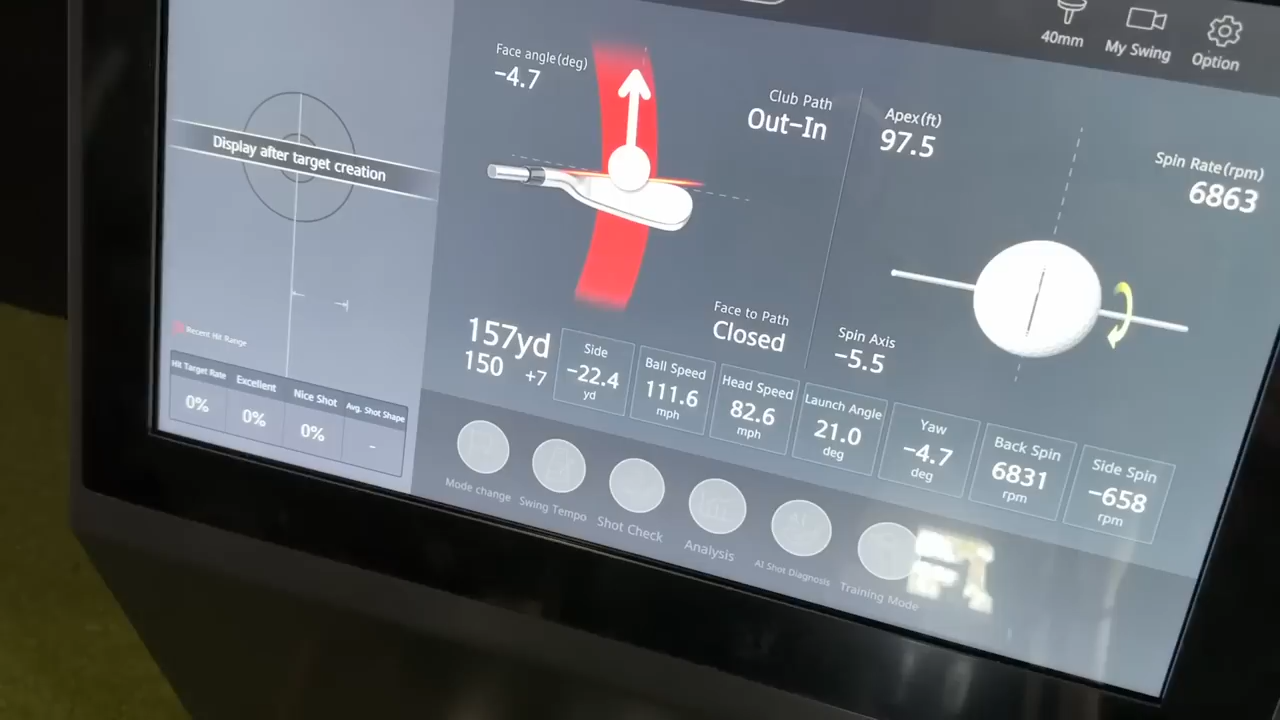 40mm
My Swing
Option
Display after target creation
Recent Hit Range
Hit Target Rate
0%
Excellent
0%
Nice Shot
0%
Avg. Shot Shape
-
Face angle(deg)
-4.7
Club Path
Out-In
Face to Path
Closed
Apex(ft)
97.5
Spin Rate(rpm)
6863
Spin Axis
-5.5
157yd
150 +7
Side
-22.4
yd
Ball Speed
111.6
mph
Head Speed
82.6
mph
Launch Angle
21.0
deg
Yaw
-4.7
deg
Back Spin
6831
rpm
Side Spin
-658
rpm
Mode change
Swing Tempo
Shot Check
Analysis
AI Shot Diagnosis
Training Mode